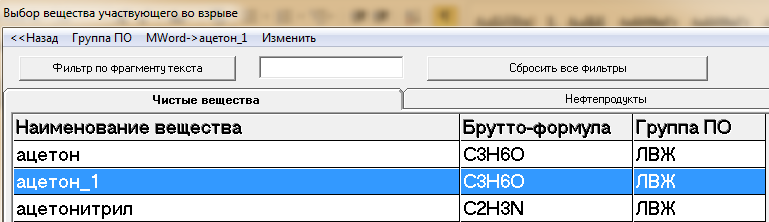 Выбор вещества участвующего во взрыве
<<Назад Группа ПО MWord->ацетон_1 Изменить
Фильтр по фрагменту текста Сбросить все фильтры
Чистые вещества Нефтепродукты
Наименование вещества Брутто-формула Группа ПО
ацетон C3H6O ЛВЖ
ацетон_1 C3H6O ЛВЖ
ацетонитрил C2H3N ЛВЖ